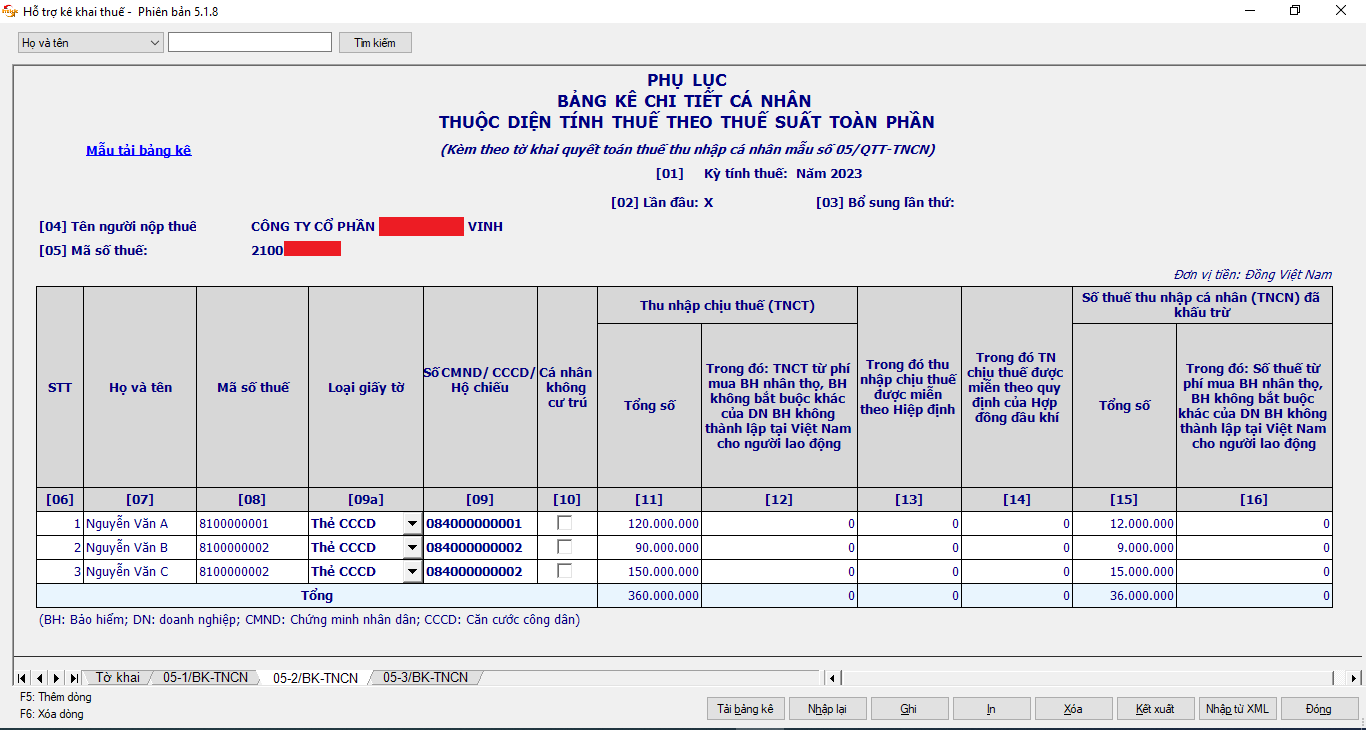 Hỗ trợ kê khai thuế - Phiên bản 5.1.8
Họ và tên
Tìm kiếm
PHỤ LỤC
BẢNG KÊ CHI TIẾT CÁ NHÂN
THUỘC DIỆN TÍNH THUẾ THEO THUẾ SUẤT TOÀN PHẦN
Mẫu tải bảng kê
(Kèm theo tờ khai quyết toán thuế thu nhập cá nhân mẫu số 05/QTT-TNCN)
[01] Kỳ tính thuế: Năm 2023
[02] Lần đầu: X [03] Bổ sung lần thứ:
[04] Tên người nộp thuế CÔNG TY CỔ PHẦN VINH
[05] Mã số thuế: 2100
Đơn vị tiền: Đồng Việt Nam
STT
Họ và tên
Mã số thuế
Loại giấy tờ
Số CMND/ CCCD/
Hộ chiếu
Cá nhân
không
cư trú
Thu nhập chịu thuế (TNCT)
Tổng số
Trong đó: TNCT từ phí
mua BH nhân thọ, BH
không bắt buộc khác
của DN BH không
thành lập tại Việt Nam
cho người lao động
Trong đó thu
nhập chịu thuế
được miễn
theo Hiệp định
Trong đó TN
chịu thuế được
miễn theo quy
định của Hợp
đồng dầu khí
Số thuế thu nhập cá nhân (TNCN) đã
khấu trừ
Tổng số
Trong đó: Số thuế từ
phí mua BH nhân thọ,
BH không bắt buộc
khác của DN BH không
thành lập tại Việt Nam
cho người lao động
[06] [07] [08] [09a] [09] [10] [11] [12] [13] [14] [15] [16]
1 Nguyễn Văn A 8100000001 Thẻ CCCD 084000000001 120.000.000 0 0 0 12.000.000 0
2 Nguyễn Văn B 8100000002 Thẻ CCCD 084000000002 90.000.000 0 0 0 9.000.000 0
3 Nguyễn Văn C 8100000002 Thẻ CCCD 084000000002 150.000.000 0 0 0 15.000.000 0
Tổng 360.000.000 0 0 0 36.000.000 0
(BH: Bảo hiểm; DN: doanh nghiệp; CMND: Chứng minh nhân dân; CCCD: Căn cước công dân)
Tờ khai 05-1/BK-TNCN 05-2/BK-TNCN 05-3/BK-TNCN
F5: Thêm dòng
F6: Xóa dòng
Tải bảng kê Nhập lại Ghi In Xóa Kết xuất Nhập từ XML Đóng